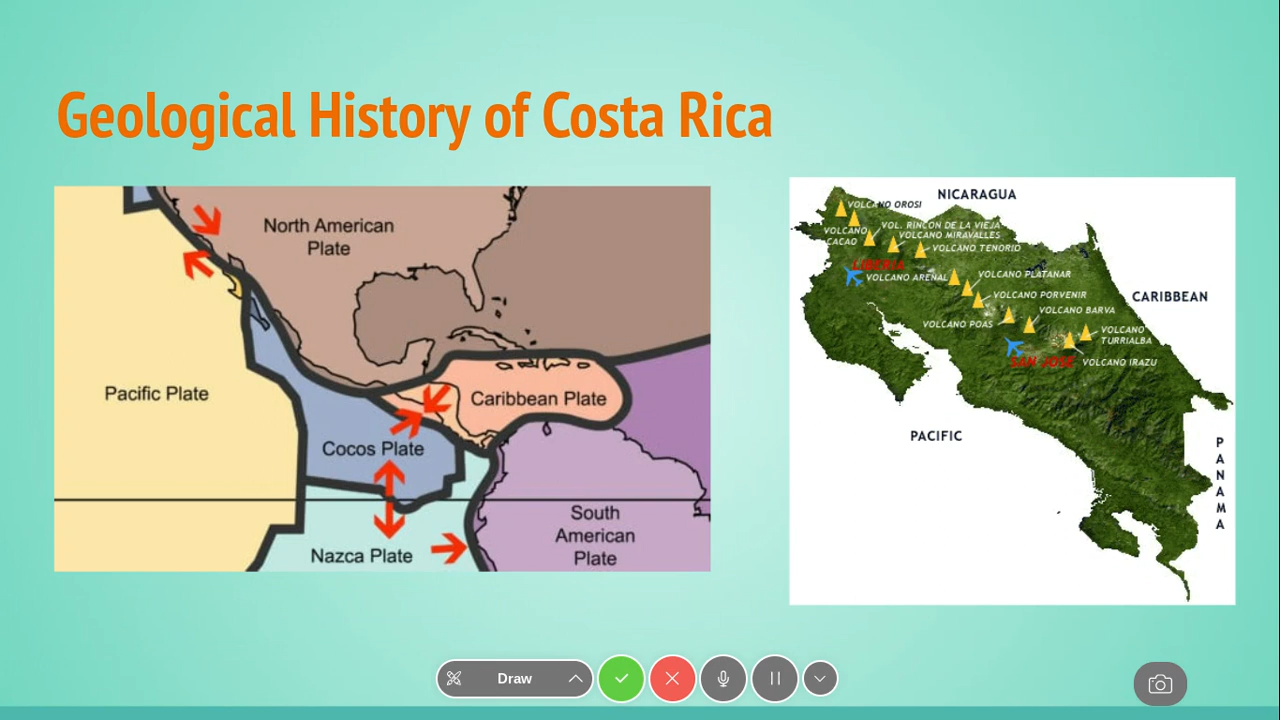 Geological History of Costa Rica
North American
Plate
Pacific Plate
Caribbean Plate
Cocos Plate
South
American
Plate
Nazca Plate
NICARAGUA
VOLCANO OROSI
VOL. RINCON DE LA VIEJA
VOLCANO
CACAO
VOLCANO MIRAVALLES
VOLCANO TENORIO
LIBERIA
VOLCANO ARENAL
VOLCANO PLATANAR
VOLCANO PORVENIR
CARIBBEAN
VOLCANO BARVA
VOLCANO POAS
VOLCANO
TURRIALBA
SAN JOSE
VOLCANO IRAZU
PACIFIC
PANAMA
Draw